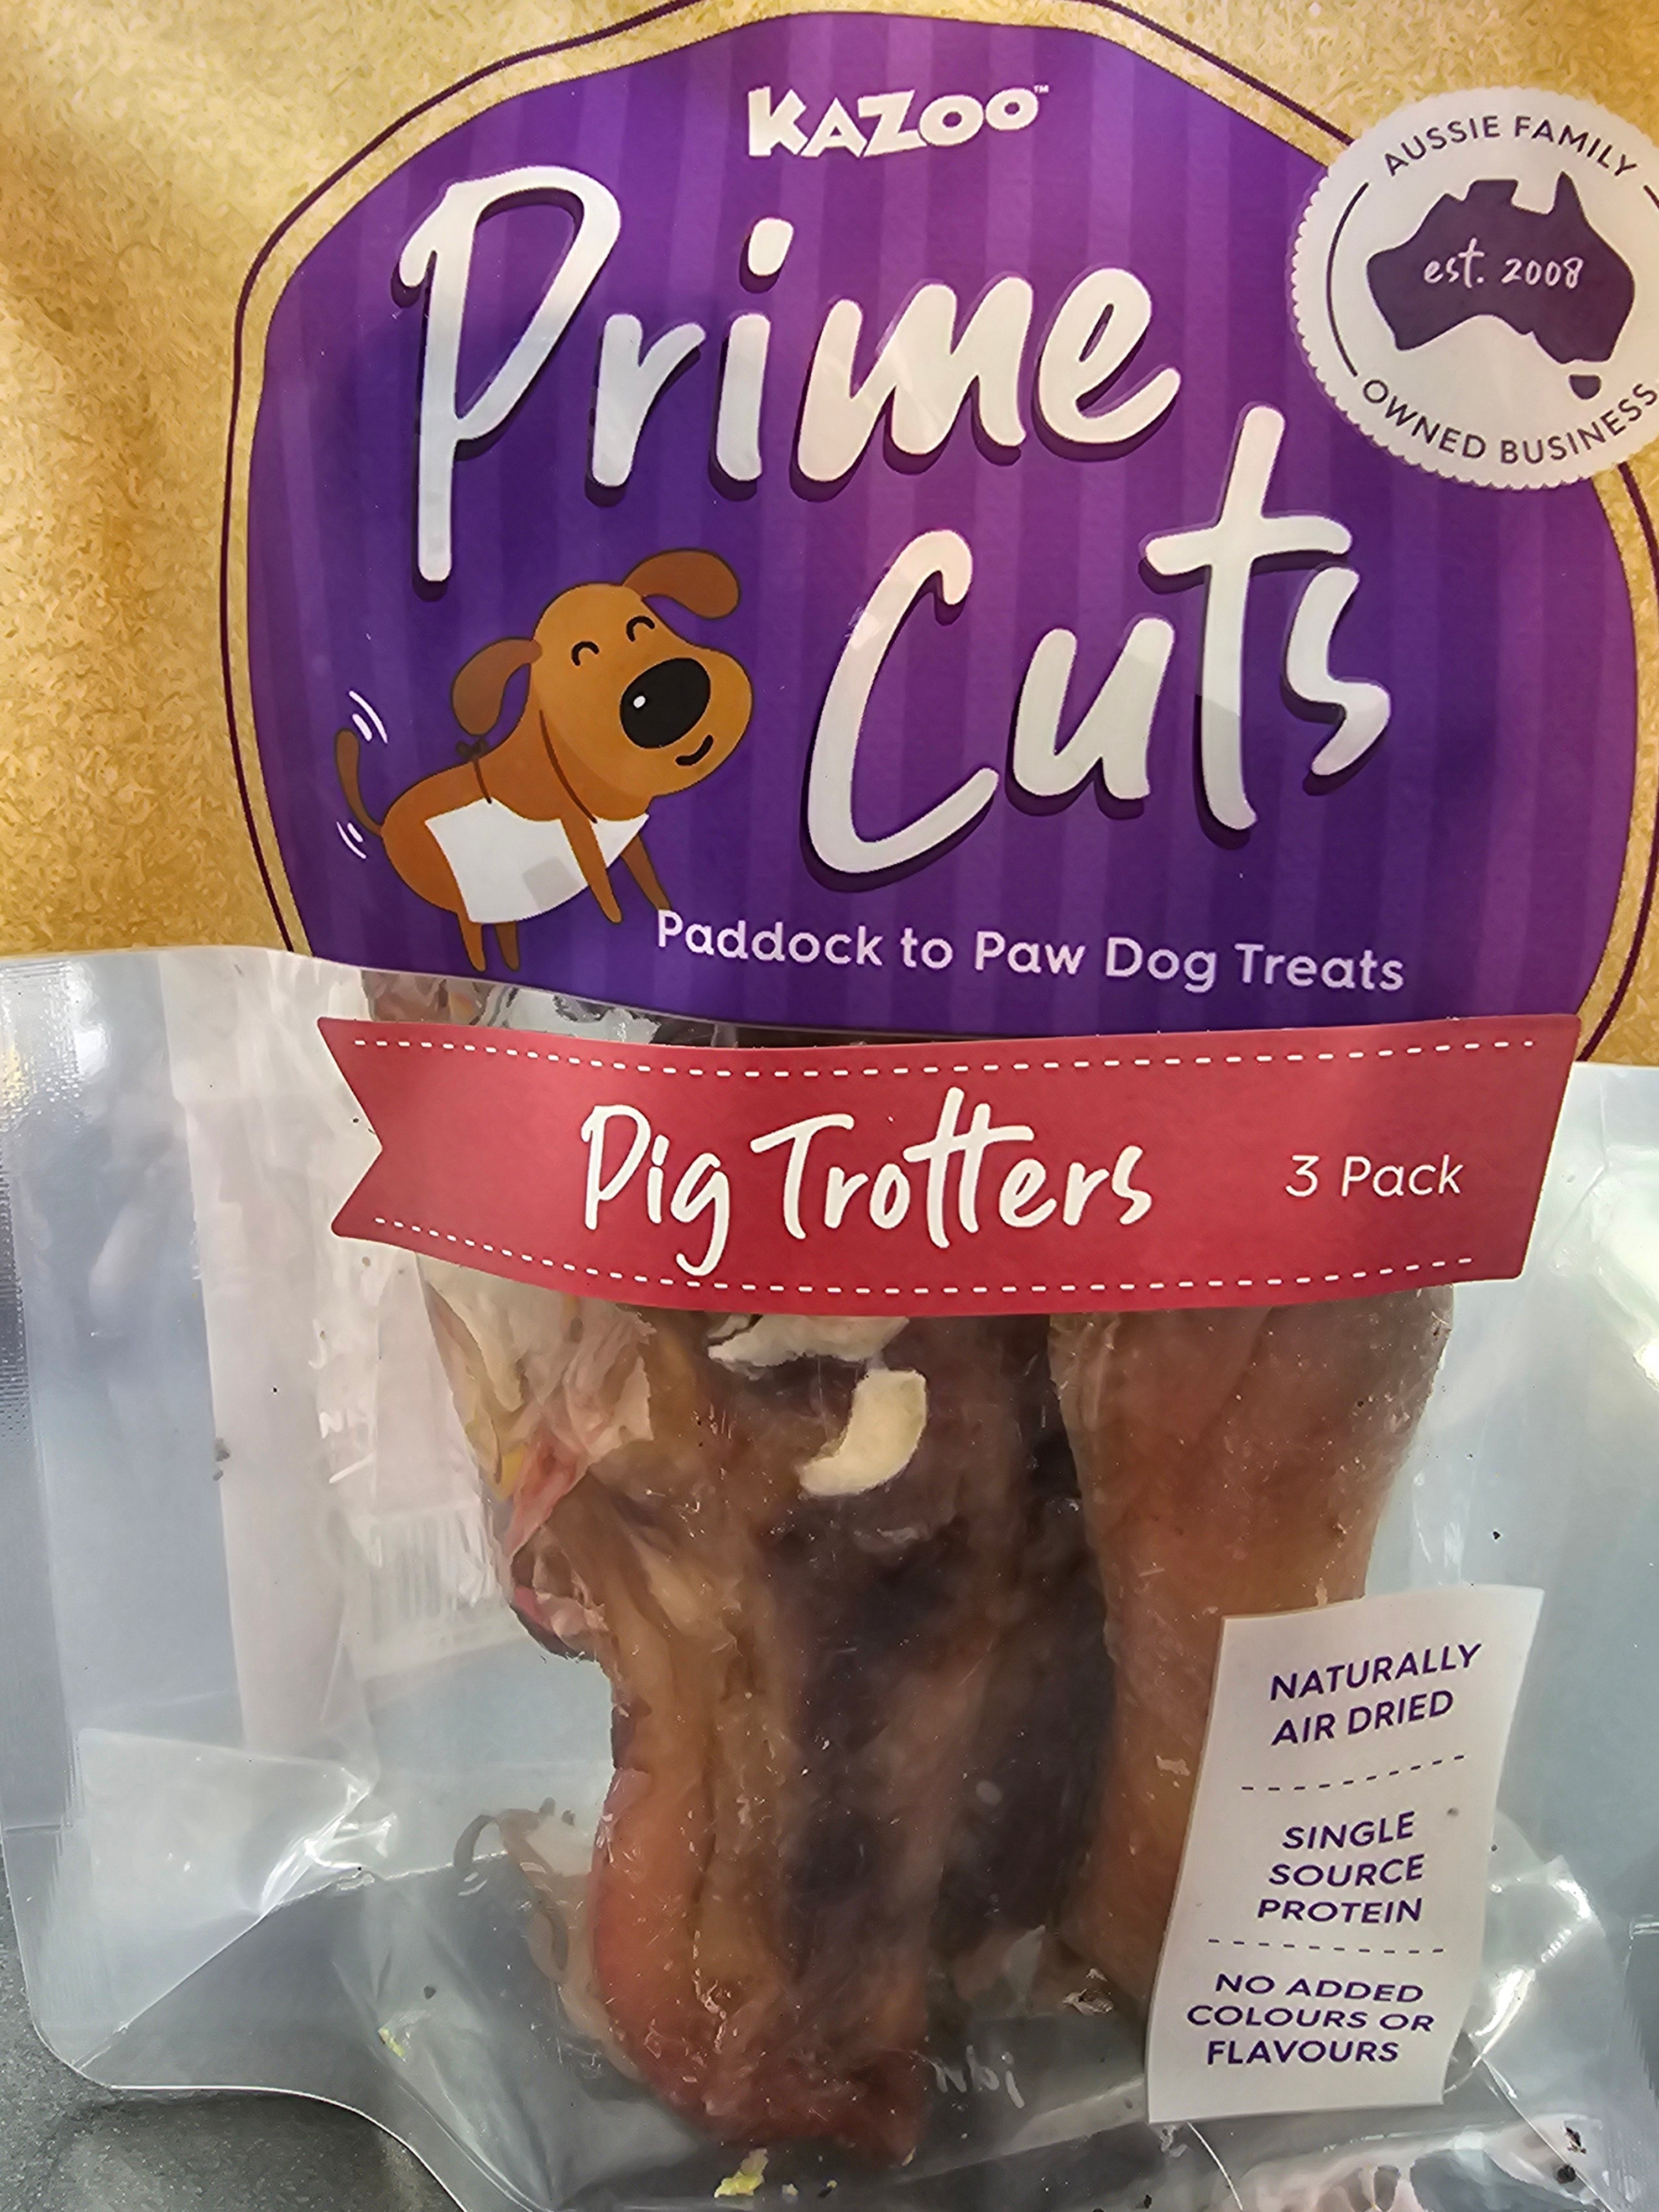 KAZOO™
Prime
Cuts
AUSSIE FAMILY
est. 2008
OWNED BUSINESS
Paddock to Paw Dog Treats
Pig Trotters 3 Pack
NATURALLY
AIR DRIED
SINGLE
SOURCE
PROTEIN
NO ADDED
COLOURS OR
FLAVOURS